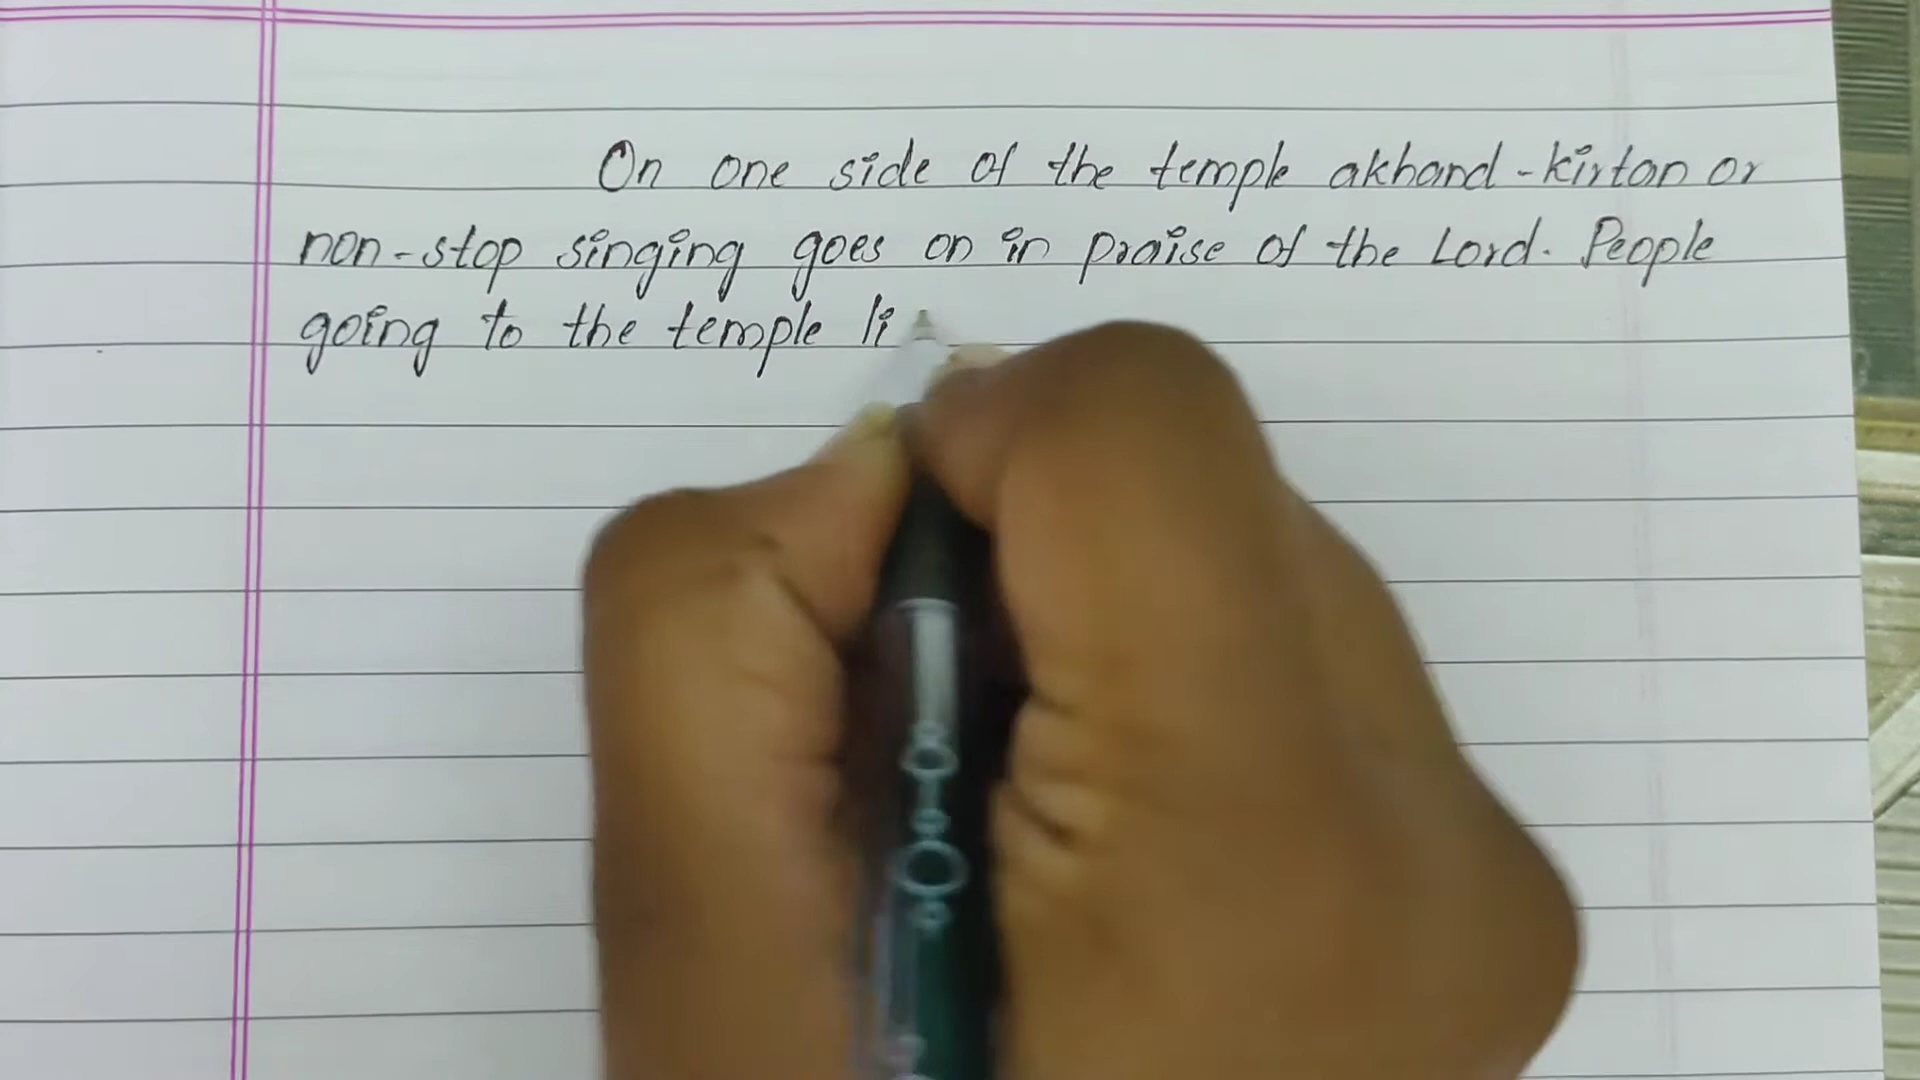 On one side of the temple akhand-kirtan or
non-stop singing goes on in praise of the Lord. People
going to the temple li